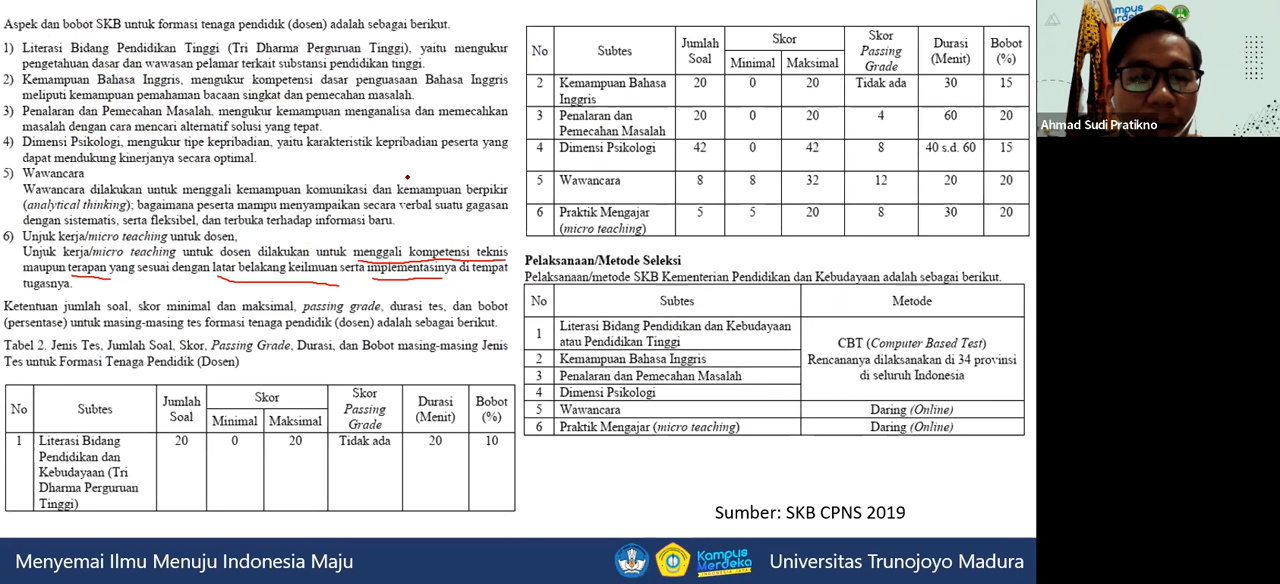 Aspek dan bobot SKB untuk formasi tenaga pendidik (dosen) adalah sebagai berikut.
1) Literasi Bidang Pendidikan Tinggi (Tri Dharma Perguruan Tinggi), yaitu mengukur
pengetahuan dasar dan wawasan pelamar terkait substansi pendidikan tinggi.
2) Kemampuan Bahasa Inggris, mengukur kompetensi dasar penguasaan Bahasa Inggris
meliputi kemampuan pemahaman bacaan singkat dan pemecahan masalah.
3) Penalaran dan Pemecahan Masalah, mengukur kemampuan menganalisa dan memecahkan
masalah dengan cara mencari alternatif solusi yang tepat.
4) Dimensi Psikologi, mengukur tipe kepribadian, yaitu karakteristik kepribadian peserta yang
dapat mendukung kinerjanya secara optimal.
5) Wawancara
Wawancara dilakukan untuk menggali kemampuan komunikasi dan kemampuan berpikir
(analytical thinking); bagaimana peserta mampu menyampaikan secara verbal suatu gagasan
dengan sistematis, serta fleksibel, dan terbuka terhadap informasi baru.
6) Unjuk kerja/micro teaching untuk dosen,
Unjuk kerja/micro teaching untuk dosen dilakukan untuk menggali kompetensi teknis
maupun terapan yang sesuai dengan latar belakang keilmuan serta implementasinya di tempat
tugasnya.
Ketentuan jumlah soal, skor minimal dan maksimal, passing grade, durasi tes, dan bobot
(persentase) untuk masing-masing tes formasi tenaga pendidik (dosen) adalah sebagai berikut.
Tabel 2. Jenis Tes, Jumlah Soal, Skor, Passing Grade, Durasi, dan Bobot masing-masing Jenis
Tes untuk Formasi Tenaga Pendidik (Dosen)
No Subtes Jumlah Soal Skor Minimal Maksimal Skor Passing Grade Durasi (Menit) Bobot (%)
1 Literasi Bidang 20 0 20 Tidak ada 20 10
Pendidikan dan
Kebudayaan (Tri
Dharma Perguruan
Tinggi)
No Subtes Jumlah Soal Skor Minimal Maksimal Skor Passing Grade Durasi (Menit) Bobot (%)
2 Kemampuan Bahasa 20 0 20 Tidak ada 30 15
Inggris
3 Penalaran dan 20 0 20 4 60 20
Pemecahan Masalah
4 Dimensi Psikologi 42 0 42 8 40 s.d. 60 15
5 Wawancara 8 8 32 12 20 20
6 Praktik Mengajar 5 5 20 8 30 20
(micro teaching)
Pelaksanaan/Metode Seleksi
Pelaksanaan/metode SKB Kementerian Pendidikan dan Kebudayaan adalah sebagai berikut.
No Subtes Metode
1 Literasi Bidang Pendidikan dan Kebudayaan
atau Pendidikan Tinggi
2 Kemampuan Bahasa Inggris
3 Penalaran dan Pemecahan Masalah
4 Dimensi Psikologi
CBT (Computer Based Test)
Rencananya dilaksanakan di 34 provinsi
di seluruh Indonesia
5 Wawancara Daring (Online)
6 Praktik Mengajar (micro teaching) Daring (Online)
Sumber: SKB CPNS 2019
Menyemai Ilmu Menuju Indonesia Maju
Kampus
Merdeka
Universitas Trunojoyo Madura
Ahmad Sudi Pratikno